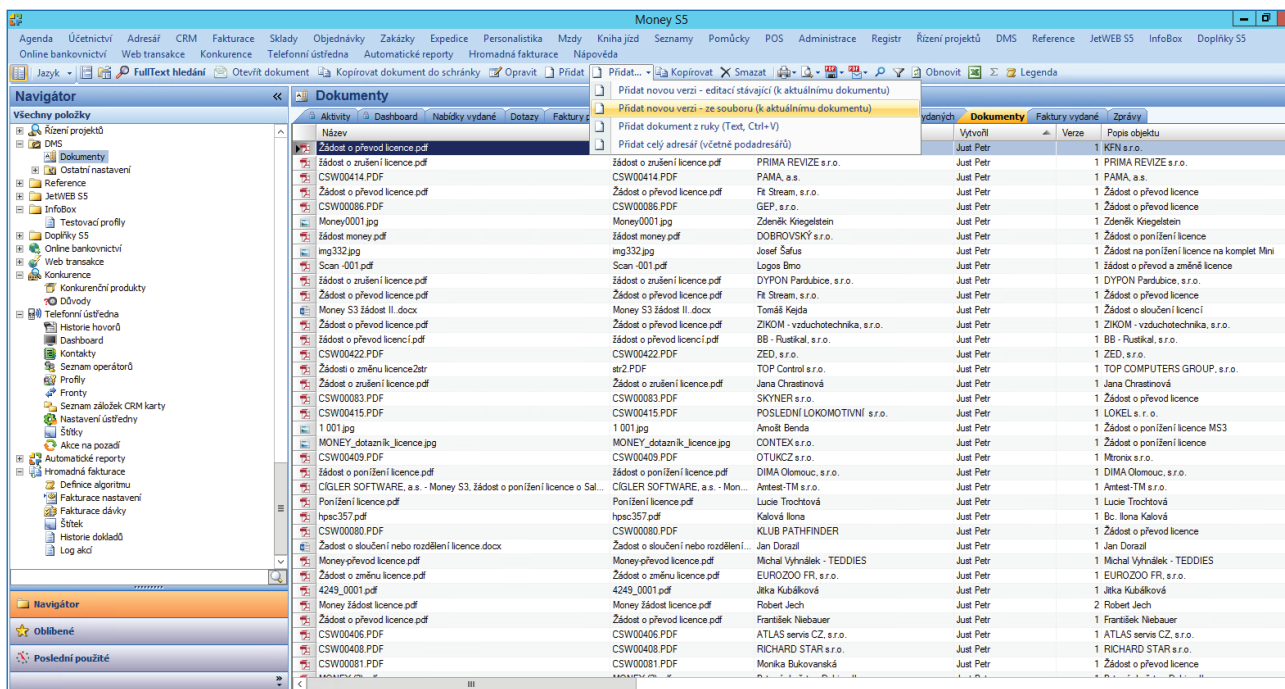 Money S5
Agenda Účetnictví Adresář CRM Fakturace Sklady Objednávky Zakázky Expedice Personalistika Mzdy Kniha jízd Seznamy Pomůcky POS Administrace Registr Řízení projektů DMS Reference JetWEB S5 InfoBox Doplňky S5
Online bankovnictví Web transakce Konkurence Telefonní ústředna Automatické reporty Hromadná fakturace Nápověda
Jazyk FullText hledání Otevřít dokument Kopírovat dokument do schránky Opravit Přidat Přidat... Kopírovat Smazat Obnovit Legenda
Navigátor
Všechny položky
Řízení projektů
DMS
Dokumenty
Ostatní nastavení
Reference
JetWEB S5
InfoBox
Testovací profily
Doplňky S5
Online bankovnictví
Web transakce
Konkurence
Konkurenční produkty
Důvody
Telefonní ústředna
Historie hovorů
Dashboard
Kontakty
Seznam operátorů
Profily
Fronty
Seznam záložek CRM karty
Nastavení ústředny
Štítky
Akce na pozadí
Automatické reporty
Hromadná fakturace
Definice algoritmu
Fakturace nastavení
Fakturace dávky
Štítek
Historie dokladů
Log akcí
Navigátor
Oblíbené
Poslední použité
Dokumenty
Přidat novou verzi - editací stávající (k aktuálnímu dokumentu)
Přidat novou verzi - ze souboru (k aktuálnímu dokumentu)
Přidat dokument z ruky (Text, Ctrl+V)
Přidat celý adresář (včetně podadresářů)
Aktivity Dashboard Nabídky vydané Dotazy Faktury p ydaných Dokumenty Faktury vydané Zprávy
Název Vytvořil Verze Popis objektu
Žádost o převod licence.pdf Just Petr 1 KFN s.r.o.
žádost o zrušení licence.pdf žádost o zrušení licence.pdf PRIMA REVIZE s.r.o. Just Petr 1 PRIMA REVIZE s.r.o.
CSW00414.PDF CSW00414.PDF PAMA, a.s. Just Petr 1 PAMA, a.s.
Žádost o převod licence.pdf Žádost o převod licence.pdf Fit Stream, s.r.o. Just Petr 1 Žádost o převod licence
CSW00086.PDF CSW00086.PDF GEP, s.r.o. Just Petr 1 Žádost o převod licence
Money0001.jpg Money0001.jpg Zdeněk Kriegelstein Just Petr 1 Zdeněk Kriegelstein
žádost money.pdf žádost money.pdf DOBROVSKÝ s.r.o. Just Petr 1 Žádost o ponížení licence
img332.jpg img332.jpg Josef Šafus Just Petr 1 Žádost na ponížení licence na komplet Mini
Scan -001.pdf Scan -001.pdf Logos Brno Just Petr 1 žádost o převod a změně licence
žádost o zrušení licence.pdf žádost o zrušení licence.pdf DYPON Pardubice, s.r.o. Just Petr 1 DYPON Pardubice, s.r.o.
Žádost o převod licence.pdf Žádost o převod licence.pdf Fit Stream, s.r.o. Just Petr 1 Žádost o převod licence
Money S3 žádost II..docx Money S3 žádost II..docx Tomáš Kejda Just Petr 1 Žádost o sloučení licencí
Žádost o převod licence.pdf Žádost o převod licence.pdf ZIKOM - vzduchotechnika, s.r.o. Just Petr 1 ZIKOM - vzduchotechnika, s.r.o.
žádost o převod licencí.pdf žádost o převod licencí.pdf BB - Rustikal, s.r.o. Just Petr 1 BB - Rustikal, s.r.o.
CSW00422.PDF CSW00422.PDF ZED, s.r.o. Just Petr 1 ZED, s.r.o.
Žádosti o změnu licence2str str2.PDF TOP Control s.r.o. Just Petr 1 TOP COMPUTERS GROUP, s.r.o.
Žádost o zrušení licence.pdf Žádost o zrušení licence.pdf Jana Chrastinová Just Petr 1 Jana Chrastinová
CSW00083.PDF CSW00083.PDF SKYNER s.r.o. Just Petr 1 Žádost o převod licence
CSW00415.PDF CSW00415.PDF POSLEDNÍ LOKOMOTIVNÍ s.r.o. Just Petr 1 LOKEL s. r. o.
1 001.jpg 1 001.jpg Arnošt Benda Just Petr 1 Žádost o ponížení licence MS3
MONEY_dotazník_licence.jpg MONEY_dotazník_licence.jpg CONTEX s.r.o. Just Petr 1 Žádost o ponížení licence
CSW00409.PDF CSW00409.PDF OTUKCZ s.r.o. Just Petr 1 Mtronix s.r.o.
žádost o ponížení licence.pdf žádost o ponížení licence.pdf DIMA Olomouc, s.r.o. Just Petr 1 DIMA Olomouc, s.r.o.
CÍGLER SOFTWARE, a.s. - Money S3, žádost o ponížení licence o Sal... CÍGLER SOFTWARE, a.s. - Mon... Amtest-TM s.r.o. Just Petr 1 Amtest-TM s.r.o.
Ponížení licence.pdf Ponížení licence.pdf Lucie Trochtová Just Petr 1 Lucie Trochtová
hpsc357.pdf hpsc357.pdf Kalová Ilona Just Petr 1 Bc. Ilona Kalová
CSW00080.PDF CSW00080.PDF KLUB PATHFINDER Just Petr 1 Žádost o převod licence
Žadost o sloučení nebo rozdělení licence.docx Žadost o sloučení nebo rozdělení... Jan Dorazil Just Petr 1 Jan Dorazil
Money-převod licence.pdf Money-převod licence.pdf Michal Vyhnálek - TEDDIES Just Petr 1 Michal Vyhnálek - TEDDIES
Žádost o změnu licence.pdf Žádost o změnu licence.pdf EUROZOO FR, s.r.o. Just Petr 1 EUROZOO FR, s.r.o.
4249_0001.pdf 4249_0001.pdf Jitka Kubálková Just Petr 1 Jitka Kubálková
Money žádost licence.pdf Money žádost licence.pdf Robert Jech Just Petr 2 Robert Jech
Žádost o převod licence.pdf Žádost o převod licence.pdf František Niebauer Just Petr 1 František Niebauer
CSW00406.PDF CSW00406.PDF ATLAS servis CZ, s.r.o. Just Petr 1 ATLAS servis CZ, s.r.o.
CSW00408.PDF CSW00408.PDF RICHARD STAR s.r.o. Just Petr 1 RICHARD STAR s.r.o.
CSW00081.PDF CSW00081.PDF Monika Bukovanská Just Petr 1 Žádost o převod licence